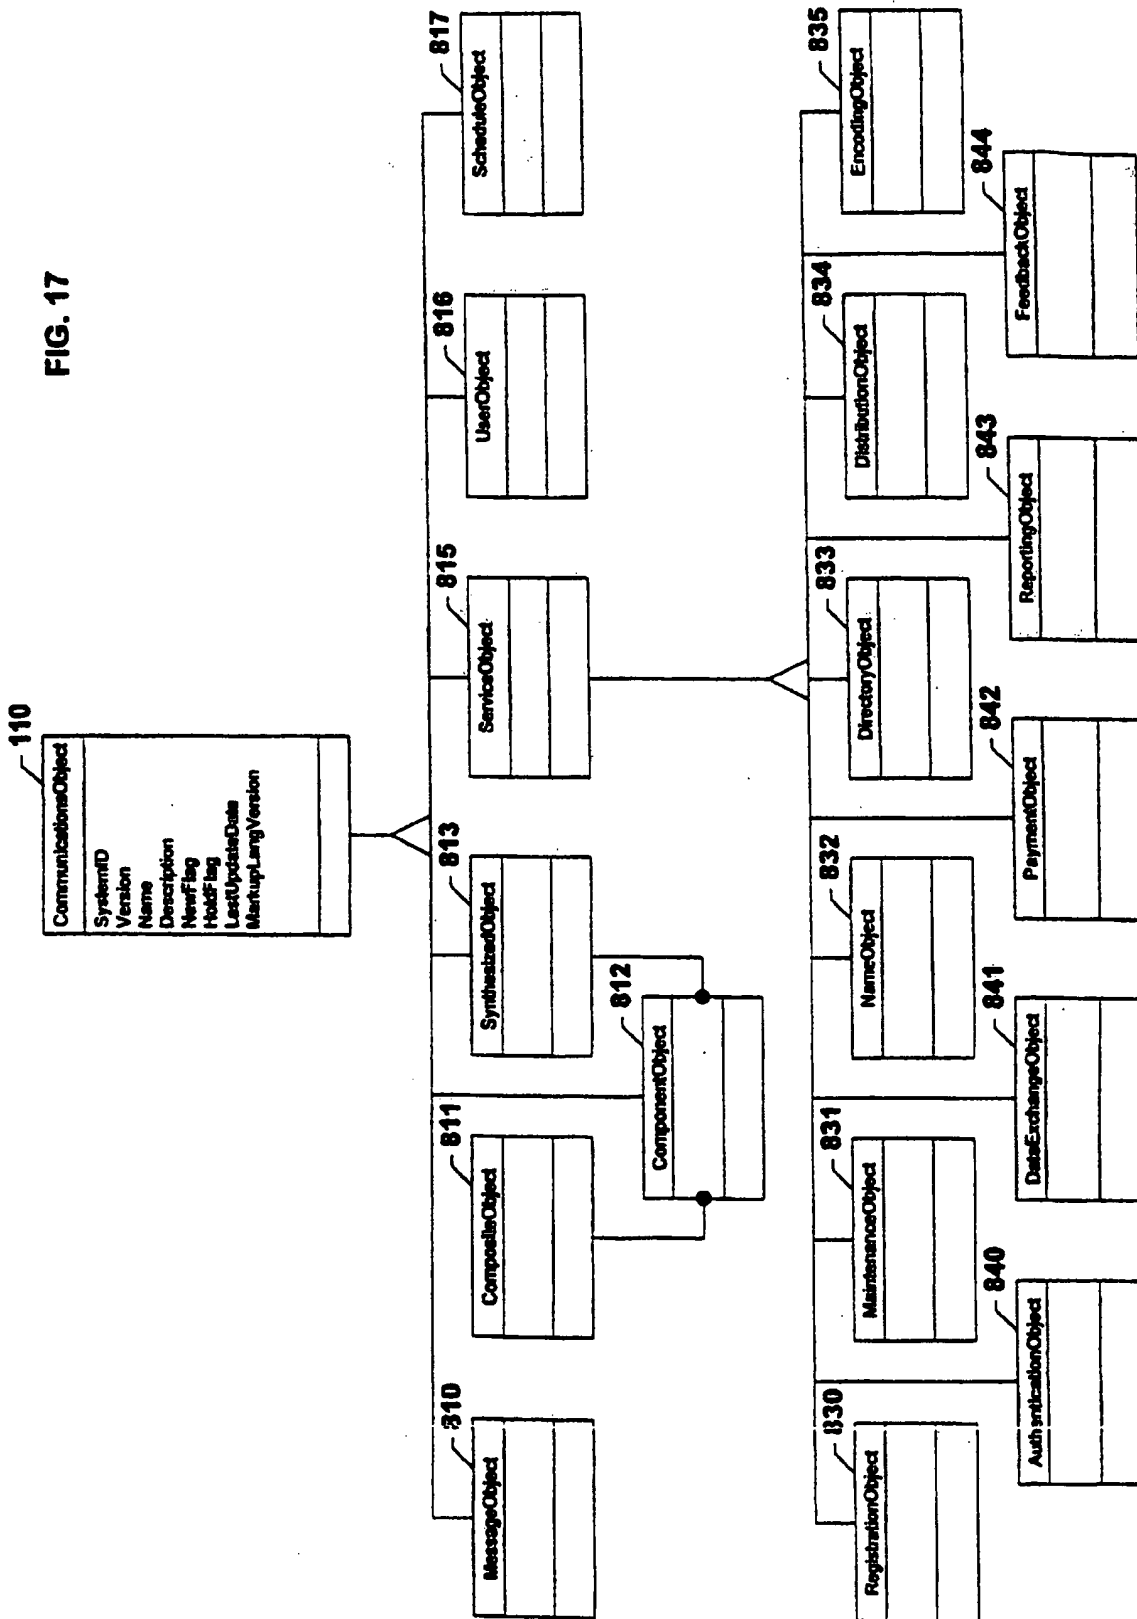 FIG. 17
110
CommunicationsObject
SystemID
Version
Name
Description
NewFlag
HoldFlag
LastUpdateDate
MarkupLangVersion
810
MessageObject
811
CompositeObject
813
SynthesizedObject
815
ServiceObject
816
UserObject
817
ScheduleObject
812
ComponentObject
830
RegistrationObject
831
MaintenanceObject
832
NameObject
833
DirectoryObject
834
DistributionObject
835
EncodingObject
840
AuthenticationObject
841
DataExchangeObject
842
PaymentObject
843
ReportingObject
844
FeedbackObject